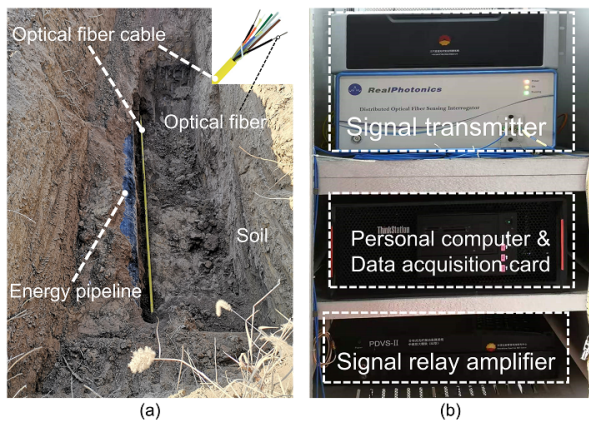 (a)
Optical fiber cable
Optical fiber
Soil
Energy pipeline
(b)
RealPhotonics
Distributed Optical Fiber Sensing Interrogator
Signal transmitter
ThinkStation
Personal computer &
Data acquisition card
PDVS-II
Signal relay amplifier
(a)
(b)